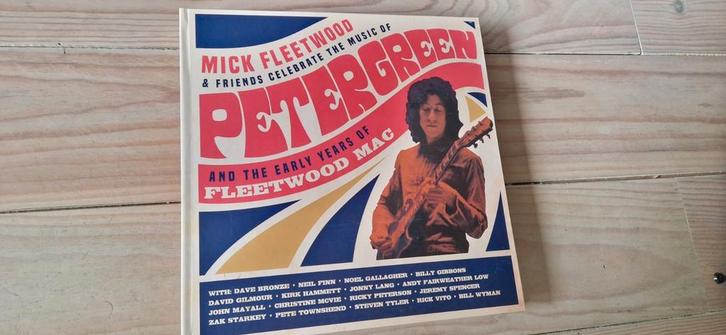 MICK FLEETWOOD
& FRIENDS CELEBRATE THE MUSIC OF
PETER GREEN
AND THE EARLY YEARS OF
FLEETWOOD MAC
WITH: DAVE BRONZE • NEIL FINN • NOEL GALLAGHER • BILLY GIBBONS
DAVID GILMOUR • KIRK HAMMETT • JONNY LANG • ANDY FAIRWEATHER LOW
JOHN MAYALL • CHRISTINE MCVIE • RICKY PETERSON • JEREMY SPENCER
ZAK STARKEY • PETE TOWNSHEND • STEVEN TYLER • RICK VITO • BILL WYMAN